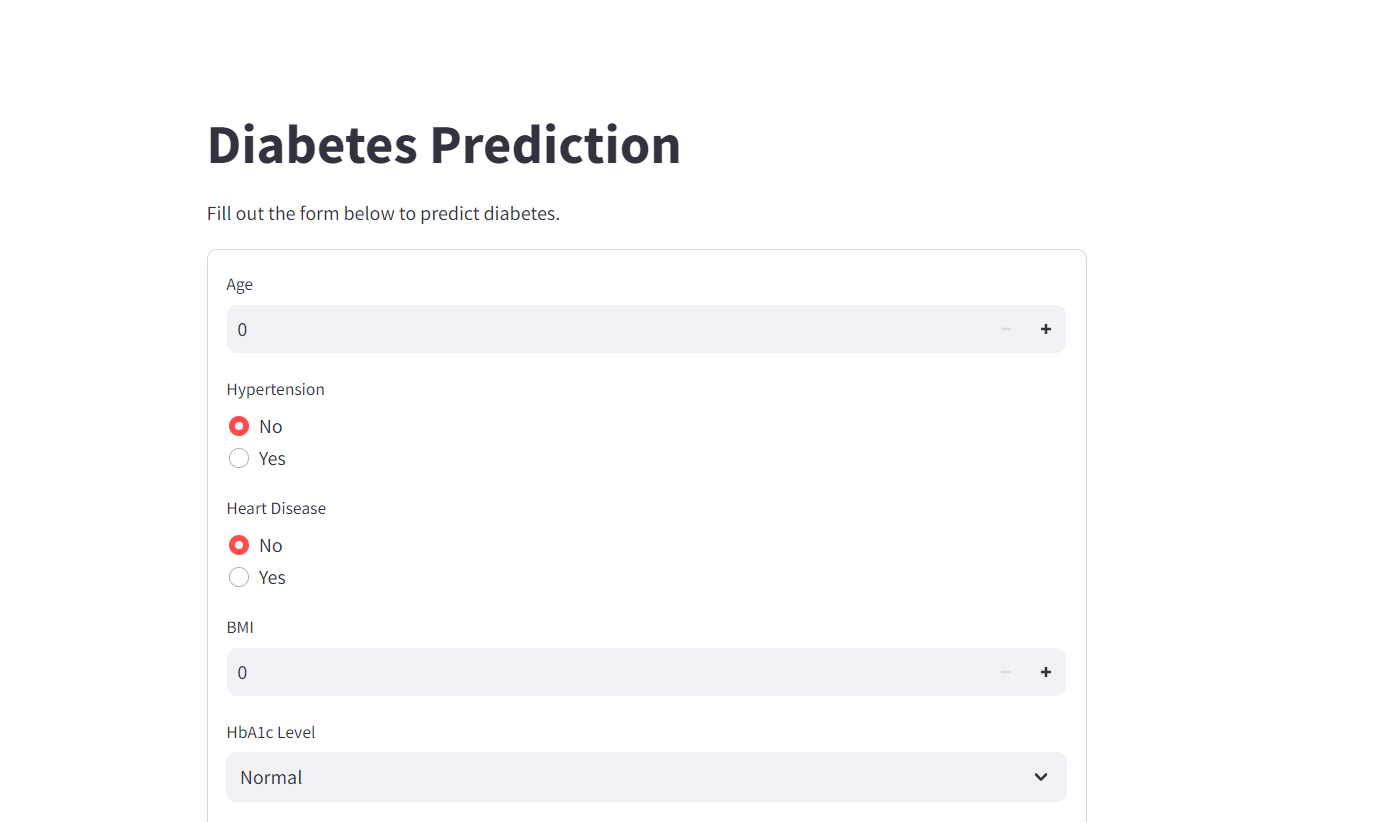 Diabetes Prediction
Fill out the form below to predict diabetes.
Age
0
Hypertension
No
Yes
Heart Disease
No
Yes
BMI
0
HbA1c Level
Normal